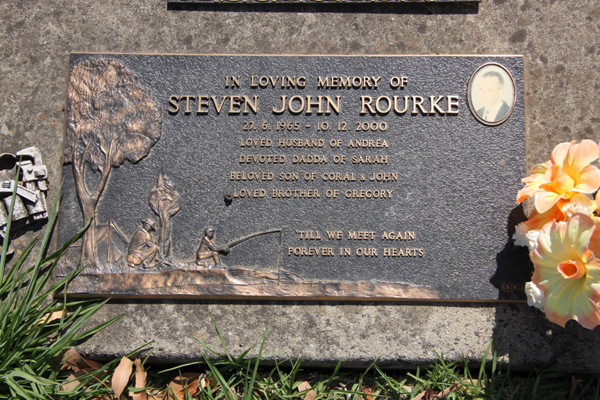 IN LOVING MEMORY OF
STEVEN JOHN ROURKE
27. 6. 1965 - 10. 12. 2000
LOVED HUSBAND OF ANDREA
DEVOTED DADDA OF SARAH
BELOVED SON OF CORAL & JOHN
LOVED BROTHER OF GREGORY
'TILL WE MEET AGAIN
FOREVER IN OUR HEARTS